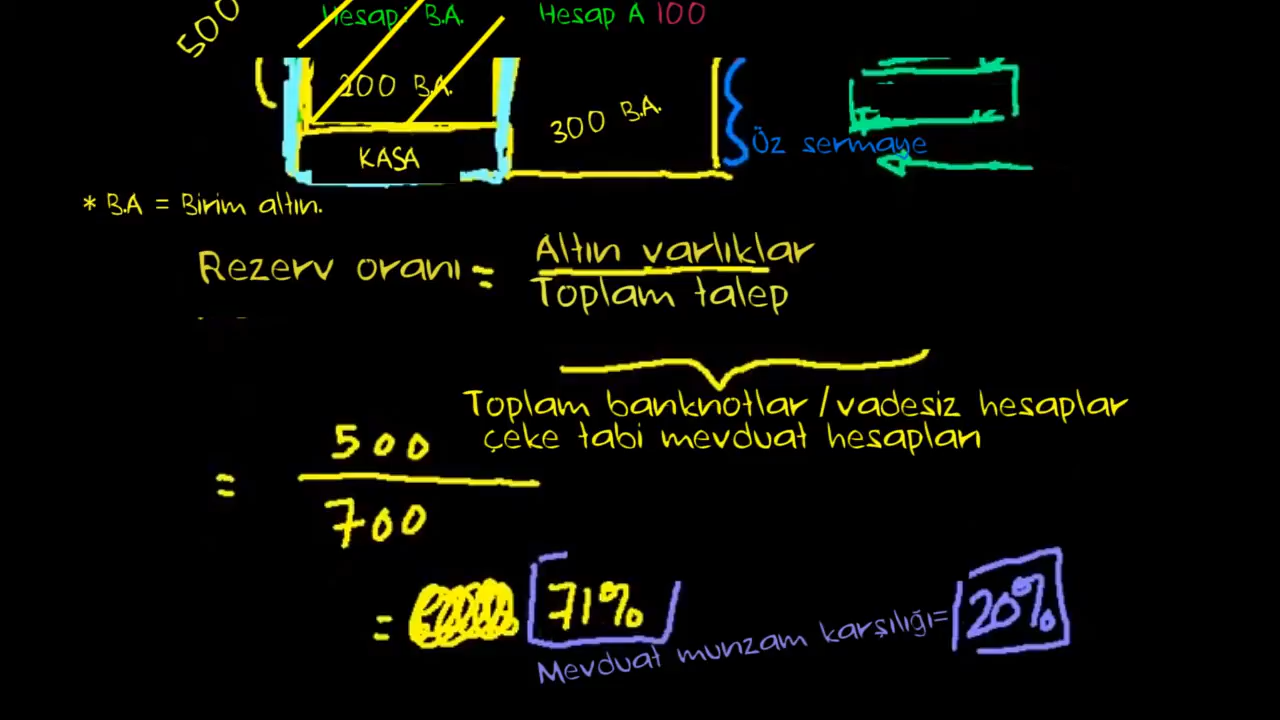 500
Hesap: B.A.
Hesap A 100
200 B.A.
300 B.A.
KASA
Üz sermaye
* B.A = Birim altın.
Rezerv oranı = Altın varlıklar
Toplam talep
Toplam banknotlar /vadesiz hesaplar
çeke tabi mevduat hesapları
= 500
700
= 71%
Mevduat munzam karşılığı= 20%